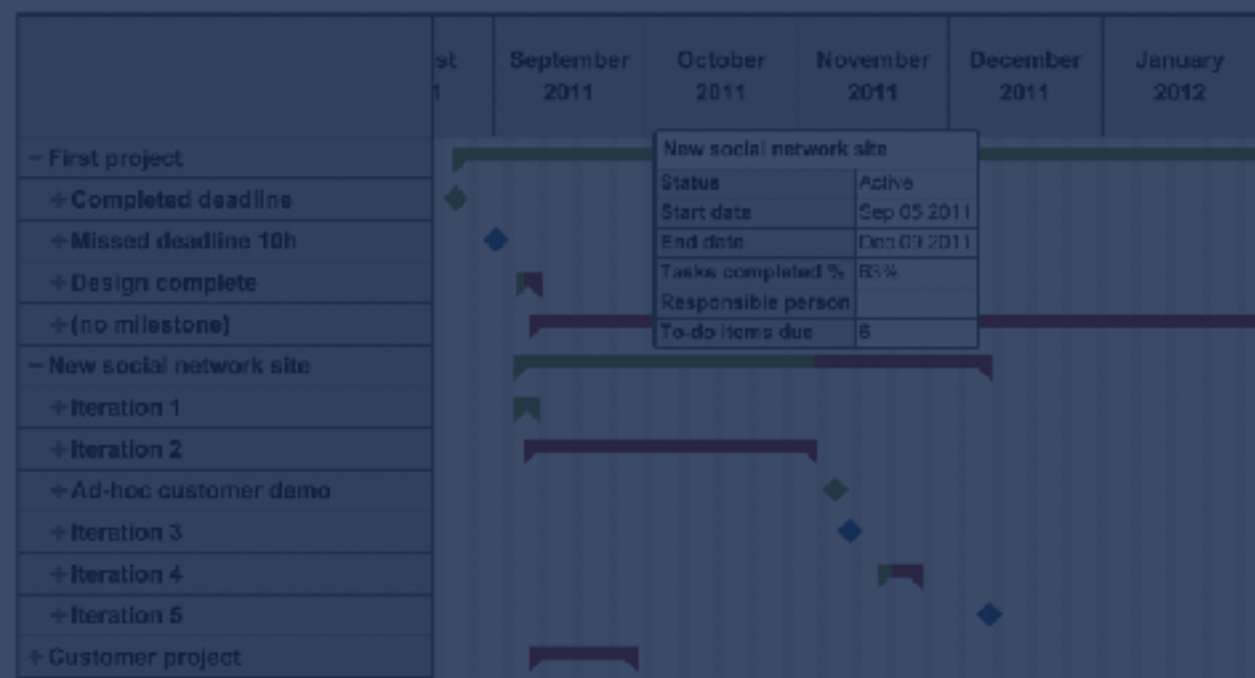 st September October November December January
1 2011 2011 2011 2011 2012
− First project
+ Completed deadline
+ Missed deadline 10h
+ Design complete
+ (no milestone)
− New social network site
+ Iteration 1
+ Iteration 2
+ Ad-hoc customer demo
+ Iteration 3
+ Iteration 4
+ Iteration 5
+ Customer project
New social network site
Status Active
Start date Sep 05 2011
End date Dec 09 2011
Tasks completed % 63%
Responsible person
To-do items due 6